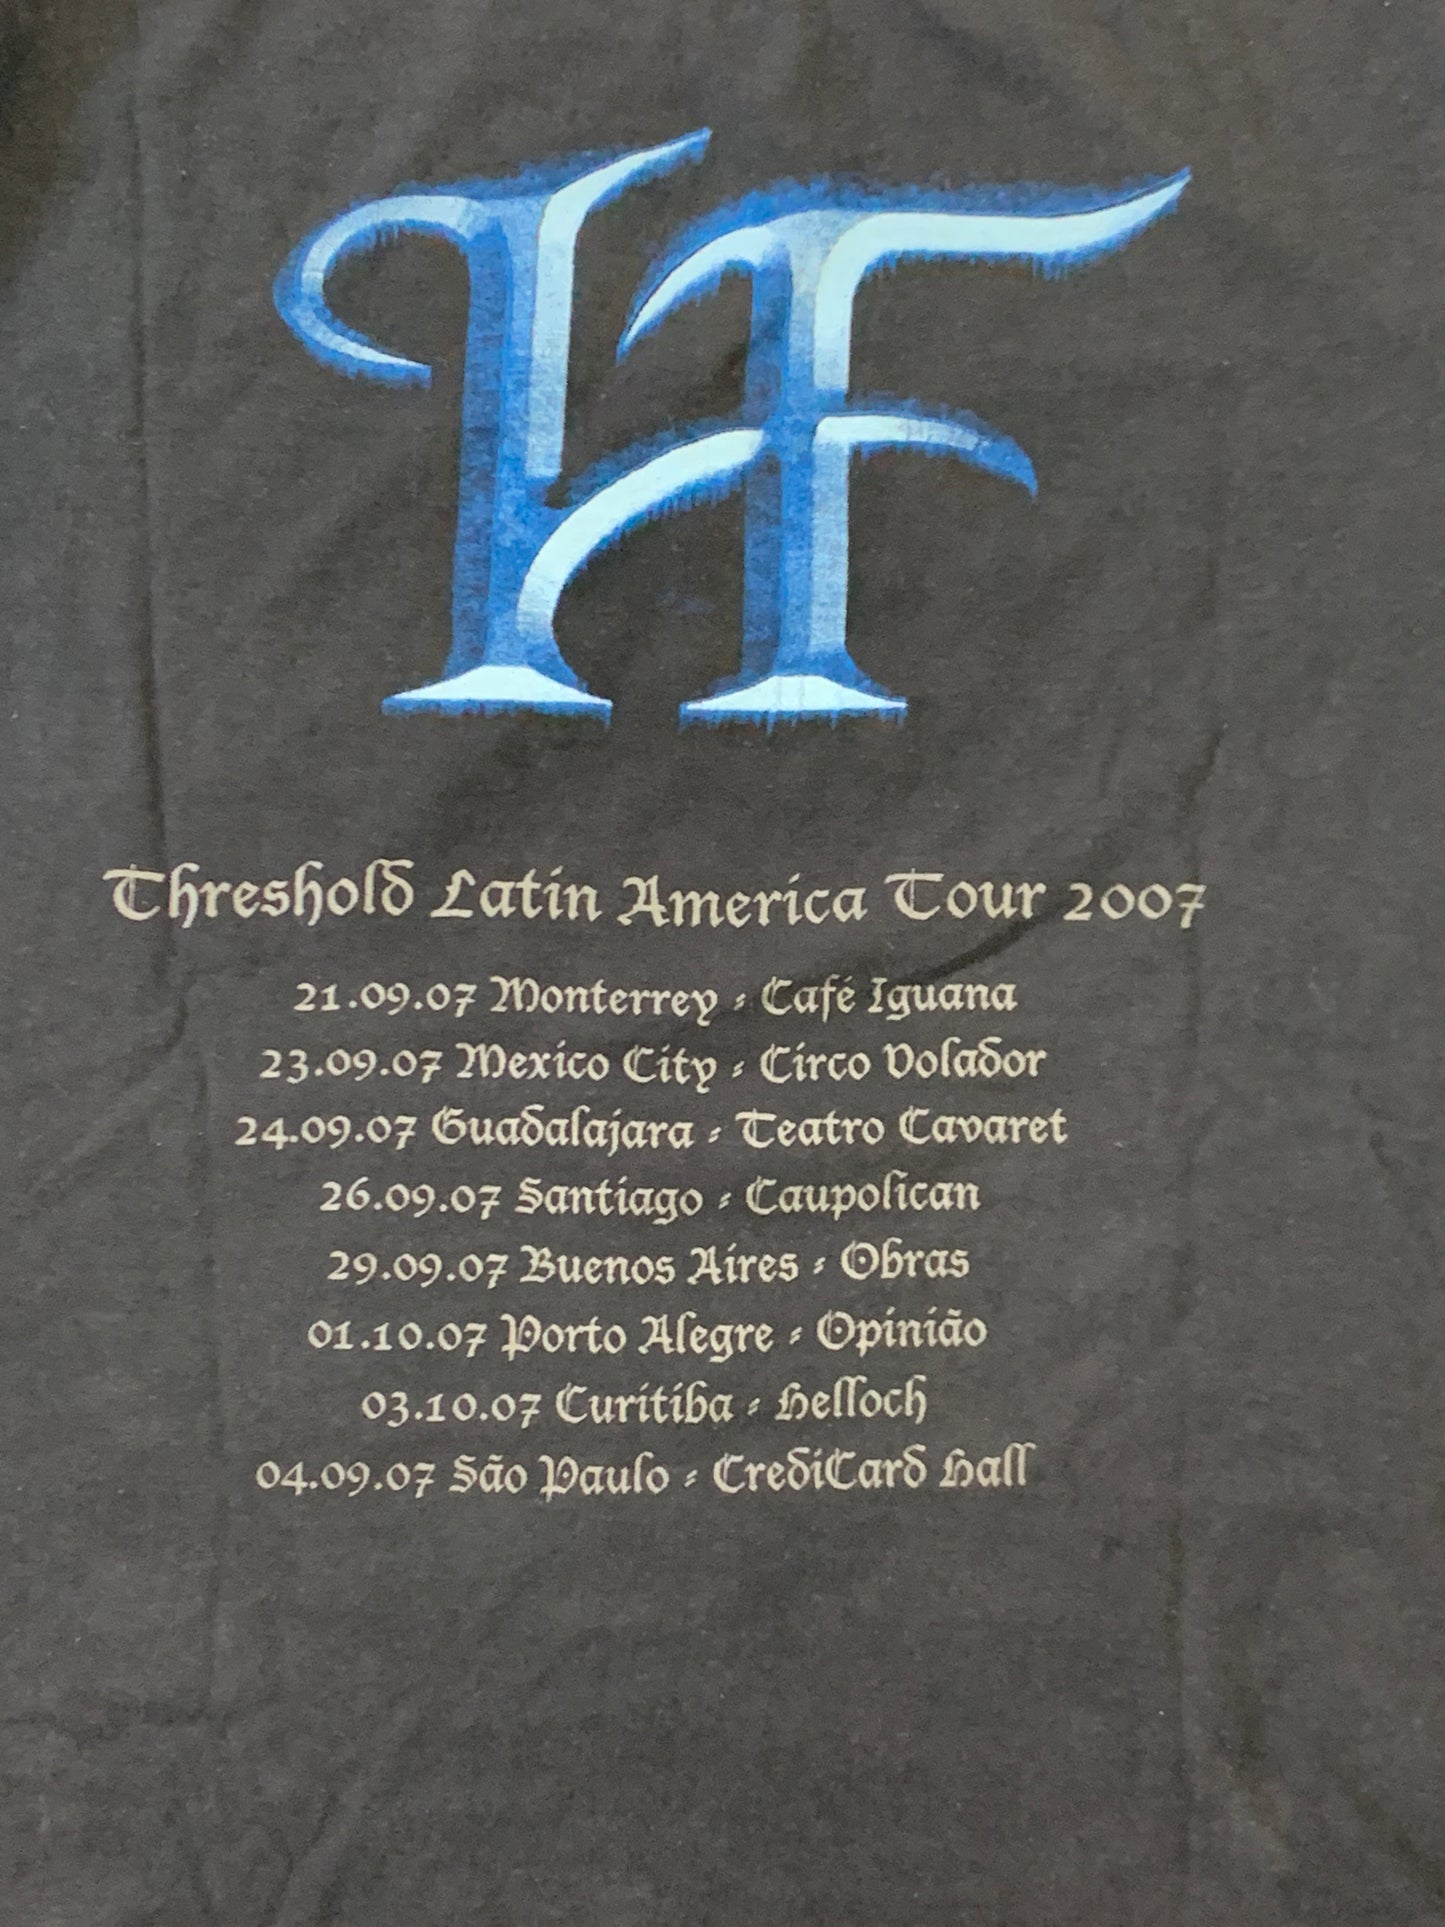 HF
Threshold Latin America Tour 2007
21.09.07 Monterrey - Café Iguana
23.09.07 Mexico City - Circo Volador
24.09.07 Guadalajara - Teatro Cavaret
26.09.07 Santiago - Caupolican
29.09.07 Buenos Aires - Obras
01.10.07 Porto Alegre - Opinião
03.10.07 Curitiba - Helloch
04.09.07 São Paulo - CrediCard Hall